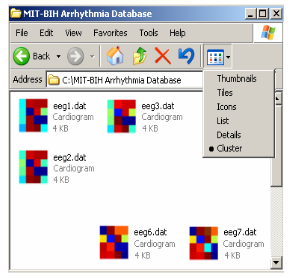 MIT-BIH Arrhythmia Database
File Edit View Favorites Tools Help
Back
Address C:\MIT-BIH Arrhythmia Database
Thumbnails
Tiles
Icons
List
Details
Cluster
eeg1.dat eeg3.dat
Cardiogram Cardiogram
4 KB 4 KB
eeg2.dat
Cardiogram
4 KB
eeg6.dat eeg7.dat
Cardiogram Cardiogram
4 KB 4 KB